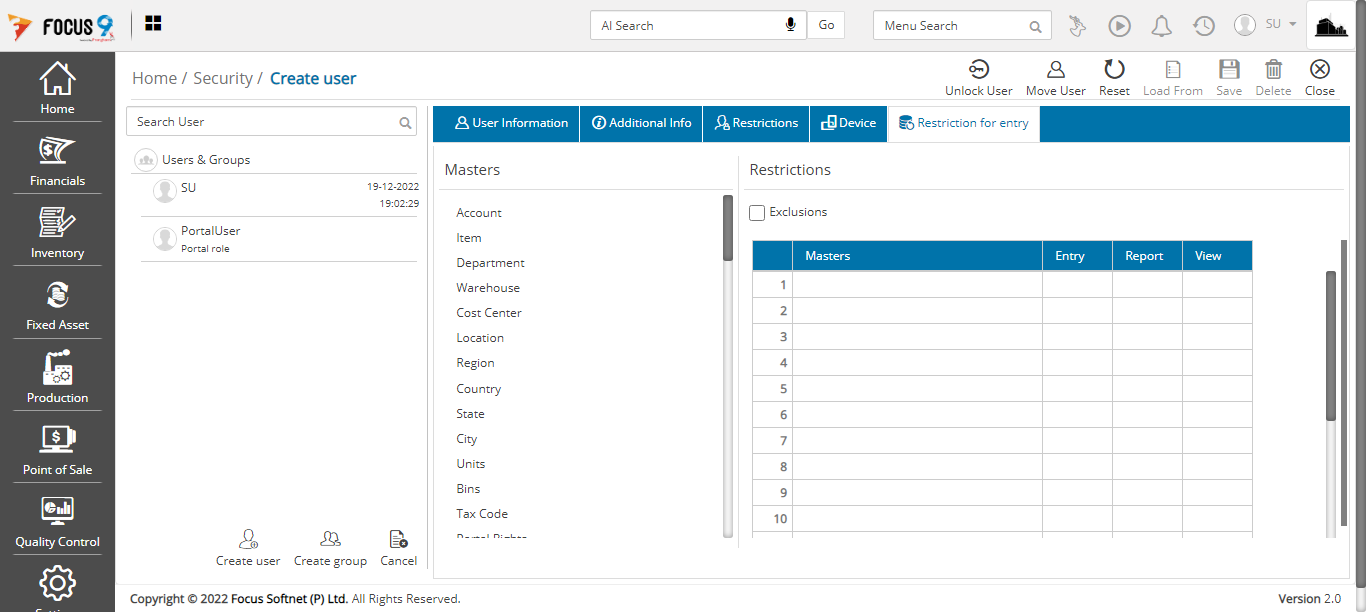 FOCUS 9
AI Search
Go
Menu Search
SU
Home / Security / Create user
Unlock User
Move User
Reset
Load From
Save
Delete
Close
Home
Financials
Inventory
Fixed Asset
Production
Point of Sale
Quality Control
Search User
Users & Groups
SU
19-12-2022
19:02:29
PortalUser
Portal role
Create user
Create group
Cancel
User Information
Additional Info
Restrictions
Device
Restriction for entry
Masters
Account
Item
Department
Warehouse
Cost Center
Location
Region
Country
State
City
Units
Bins
Tax Code
Portal Rights
Restrictions
Exclusions
Masters Entry Report View
1
2
3
4
5
6
7
8
9
10
Copyright © 2022 Focus Softnet (P) Ltd. All Rights Reserved.
Version 2.0